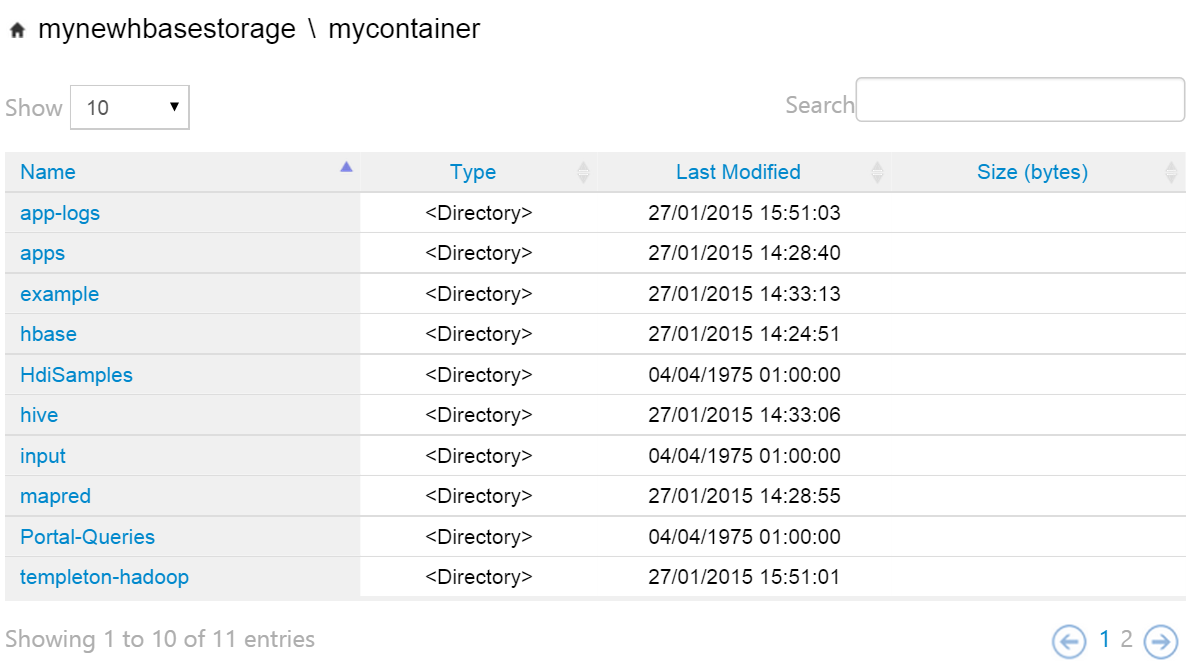 mynewhbasestorage \ mycontainer
Show 10 Search
Name Type Last Modified Size (bytes)
app-logs <Directory> 27/01/2015 15:51:03
apps <Directory> 27/01/2015 14:28:40
example <Directory> 27/01/2015 14:33:13
hbase <Directory> 27/01/2015 14:24:51
HdiSamples <Directory> 04/04/1975 01:00:00
hive <Directory> 27/01/2015 14:33:06
input <Directory> 04/04/1975 01:00:00
mapred <Directory> 27/01/2015 14:28:55
Portal-Queries <Directory> 04/04/1975 01:00:00
templeton-hadoop <Directory> 27/01/2015 15:51:01
Showing 1 to 10 of 11 entries 1 2